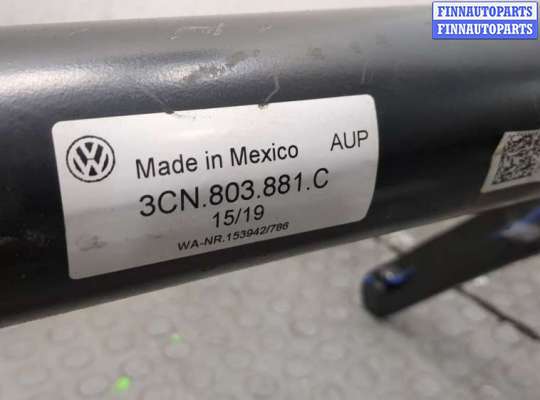 FINNAUTOPARTS
FINNAUTOPARTS
AUP
Made in Mexico
3CN.803.881.C
15/19
WA-NR.153942/786